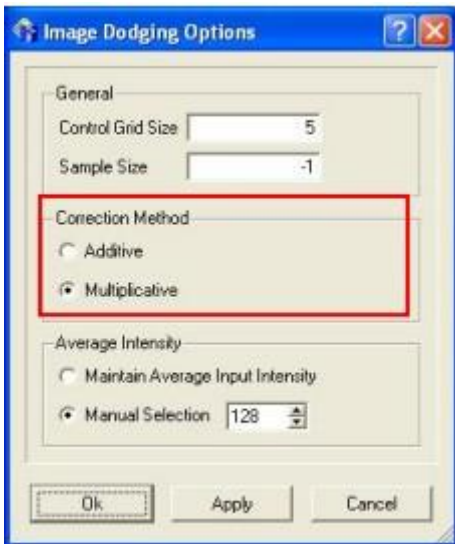 Image Dodging Options
General
Control Grid Size 5
Sample Size -1
Correction Method
Additive
Multiplicative
Average Intensity
Maintain Average Input Intensity
Manual Selection 128
Ok Apply Cancel